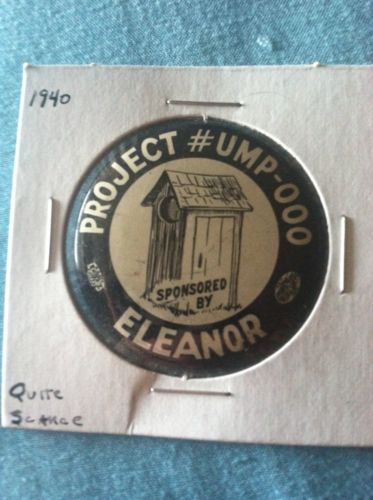 1940
PROJECT #UMP-000
SPONSORED
BY
ELEANOR
QUITE
SCARCE